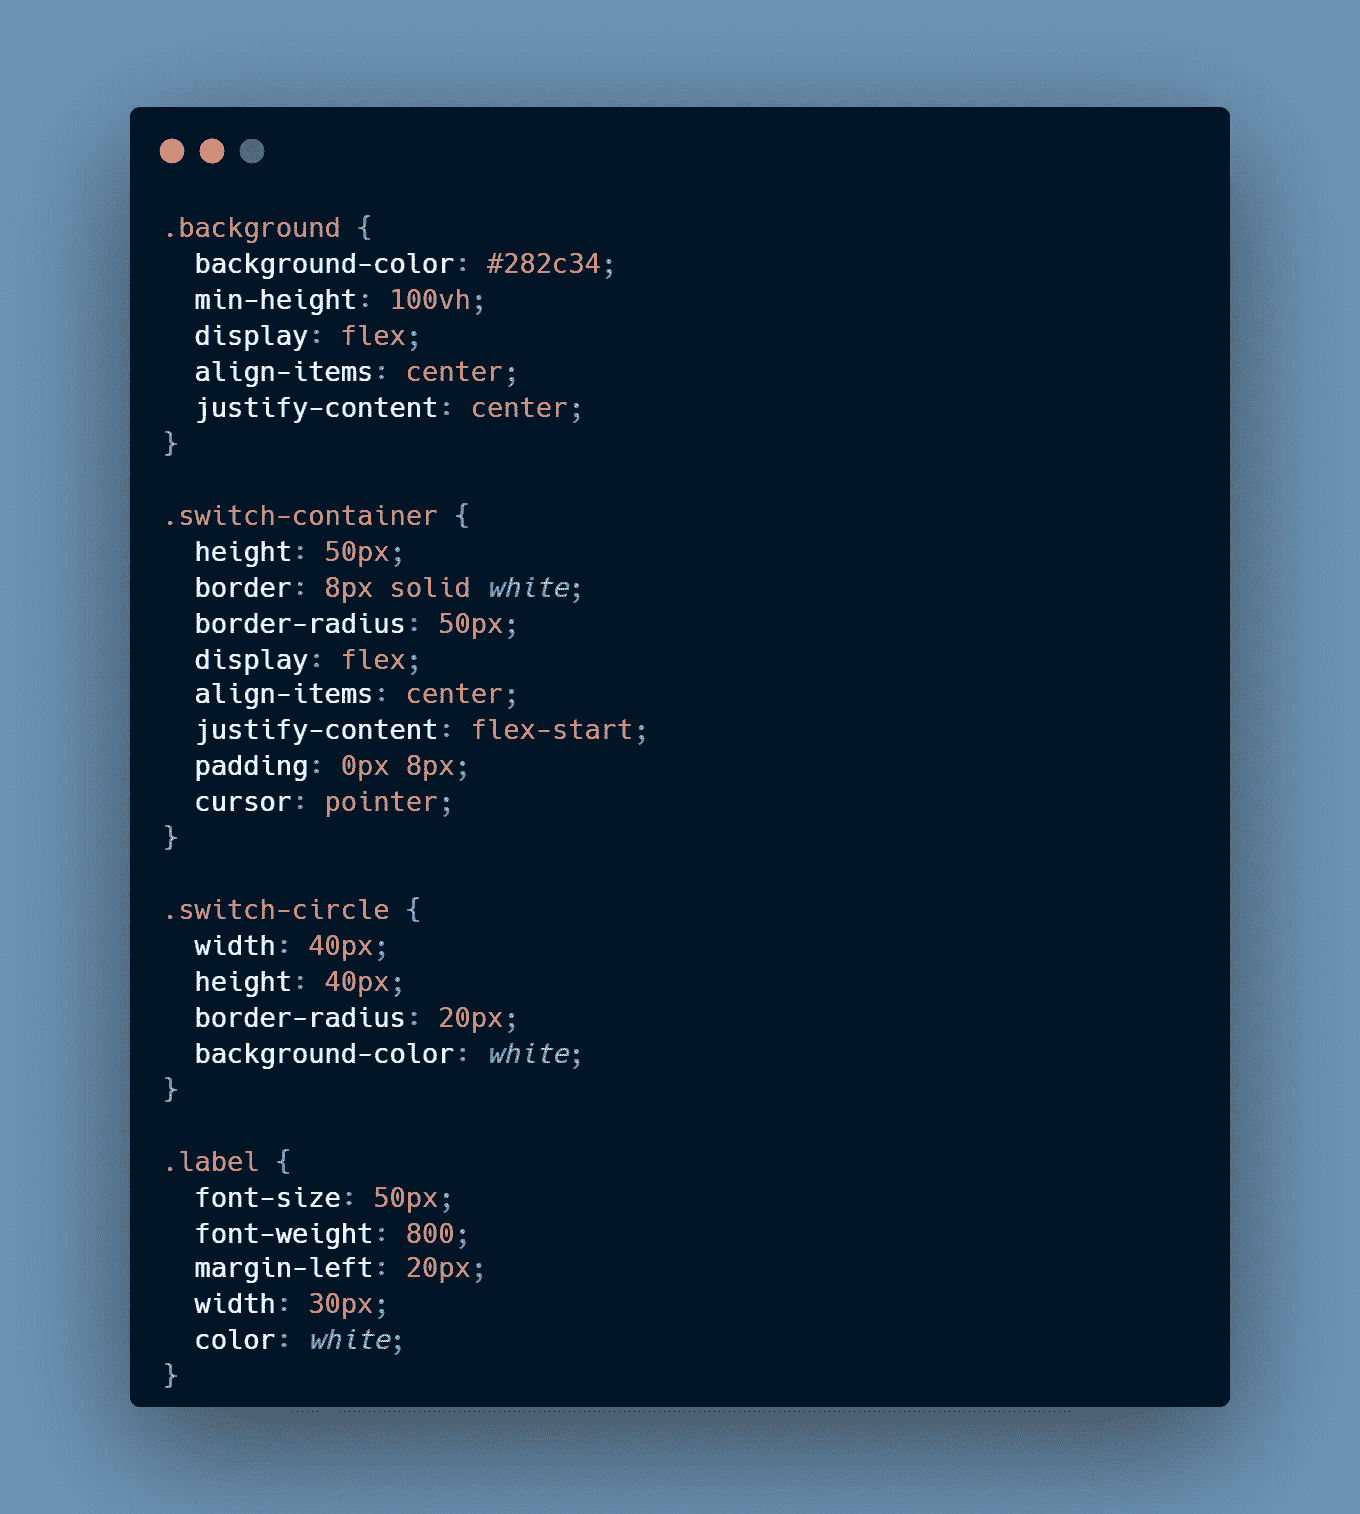 .background {
  background-color: #282c34;
  min-height: 100vh;
  display: flex;
  align-items: center;
  justify-content: center;
}

.switch-container {
  height: 50px;
  border: 8px solid white;
  border-radius: 50px;
  display: flex;
  align-items: center;
  justify-content: flex-start;
  padding: 0px 8px;
  cursor: pointer;
}

.switch-circle {
  width: 40px;
  height: 40px;
  border-radius: 20px;
  background-color: white;
}

.label {
  font-size: 50px;
  font-weight: 800;
  margin-left: 20px;
  width: 30px;
  color: white;
}